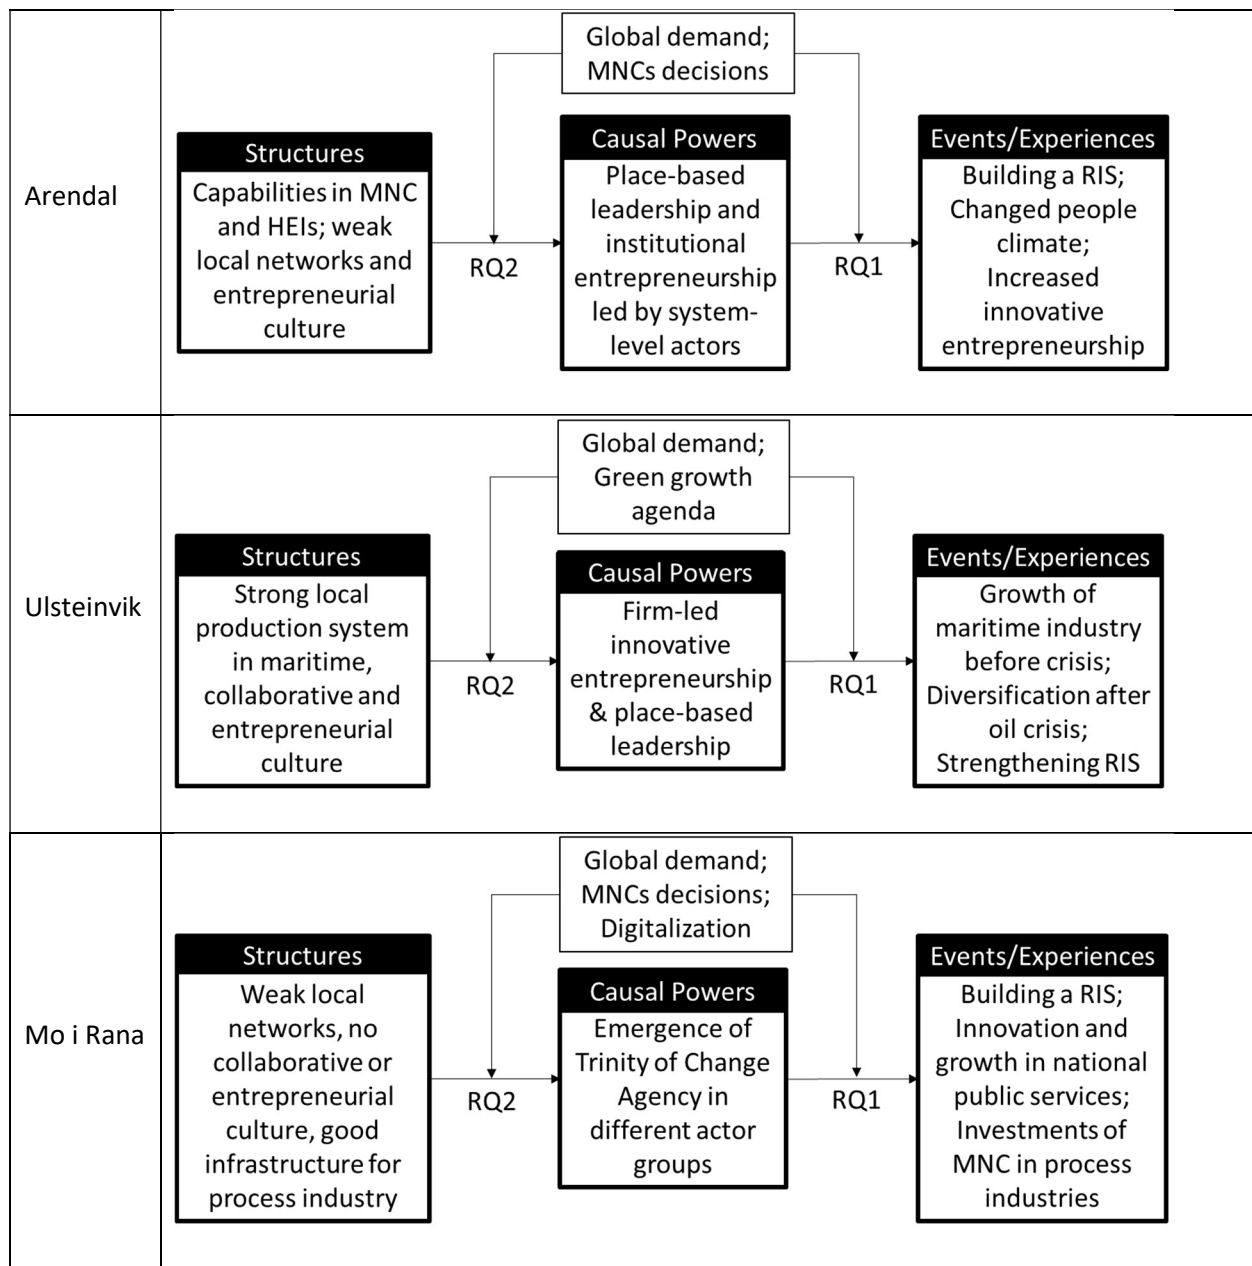 Arendal
Global demand;
MNCs decisions
Structures
Capabilities in MNC
and HEIs; weak
local networks and
entrepreneurial
culture
RQ2
Causal Powers
Place-based
leadership and
institutional
entrepreneurship
led by system-
level actors
RQ1
Events/Experiences
Building a RIS;
Changed people
climate;
Increased
innovative
entrepreneurship
Ulsteinvik
Global demand;
Green growth
agenda
Structures
Strong local
production system
in maritime,
collaborative and
entrepreneurial
culture
RQ2
Causal Powers
Firm-led
innovative
entrepreneurship
& place-based
leadership
RQ1
Events/Experiences
Growth of
maritime industry
before crisis;
Diversification after
oil crisis;
Strengthening RIS
Mo i Rana
Global demand;
MNCs decisions;
Digitalization
Structures
Weak local
networks, no
collaborative or
entrepreneurial
culture, good
infrastructure for
process industry
RQ2
Causal Powers
Emergence of
Trinity of Change
Agency in
different actor
groups
RQ1
Events/Experiences
Building a RIS;
Innovation and
growth in national
public services;
Investments of
MNC in process
industries